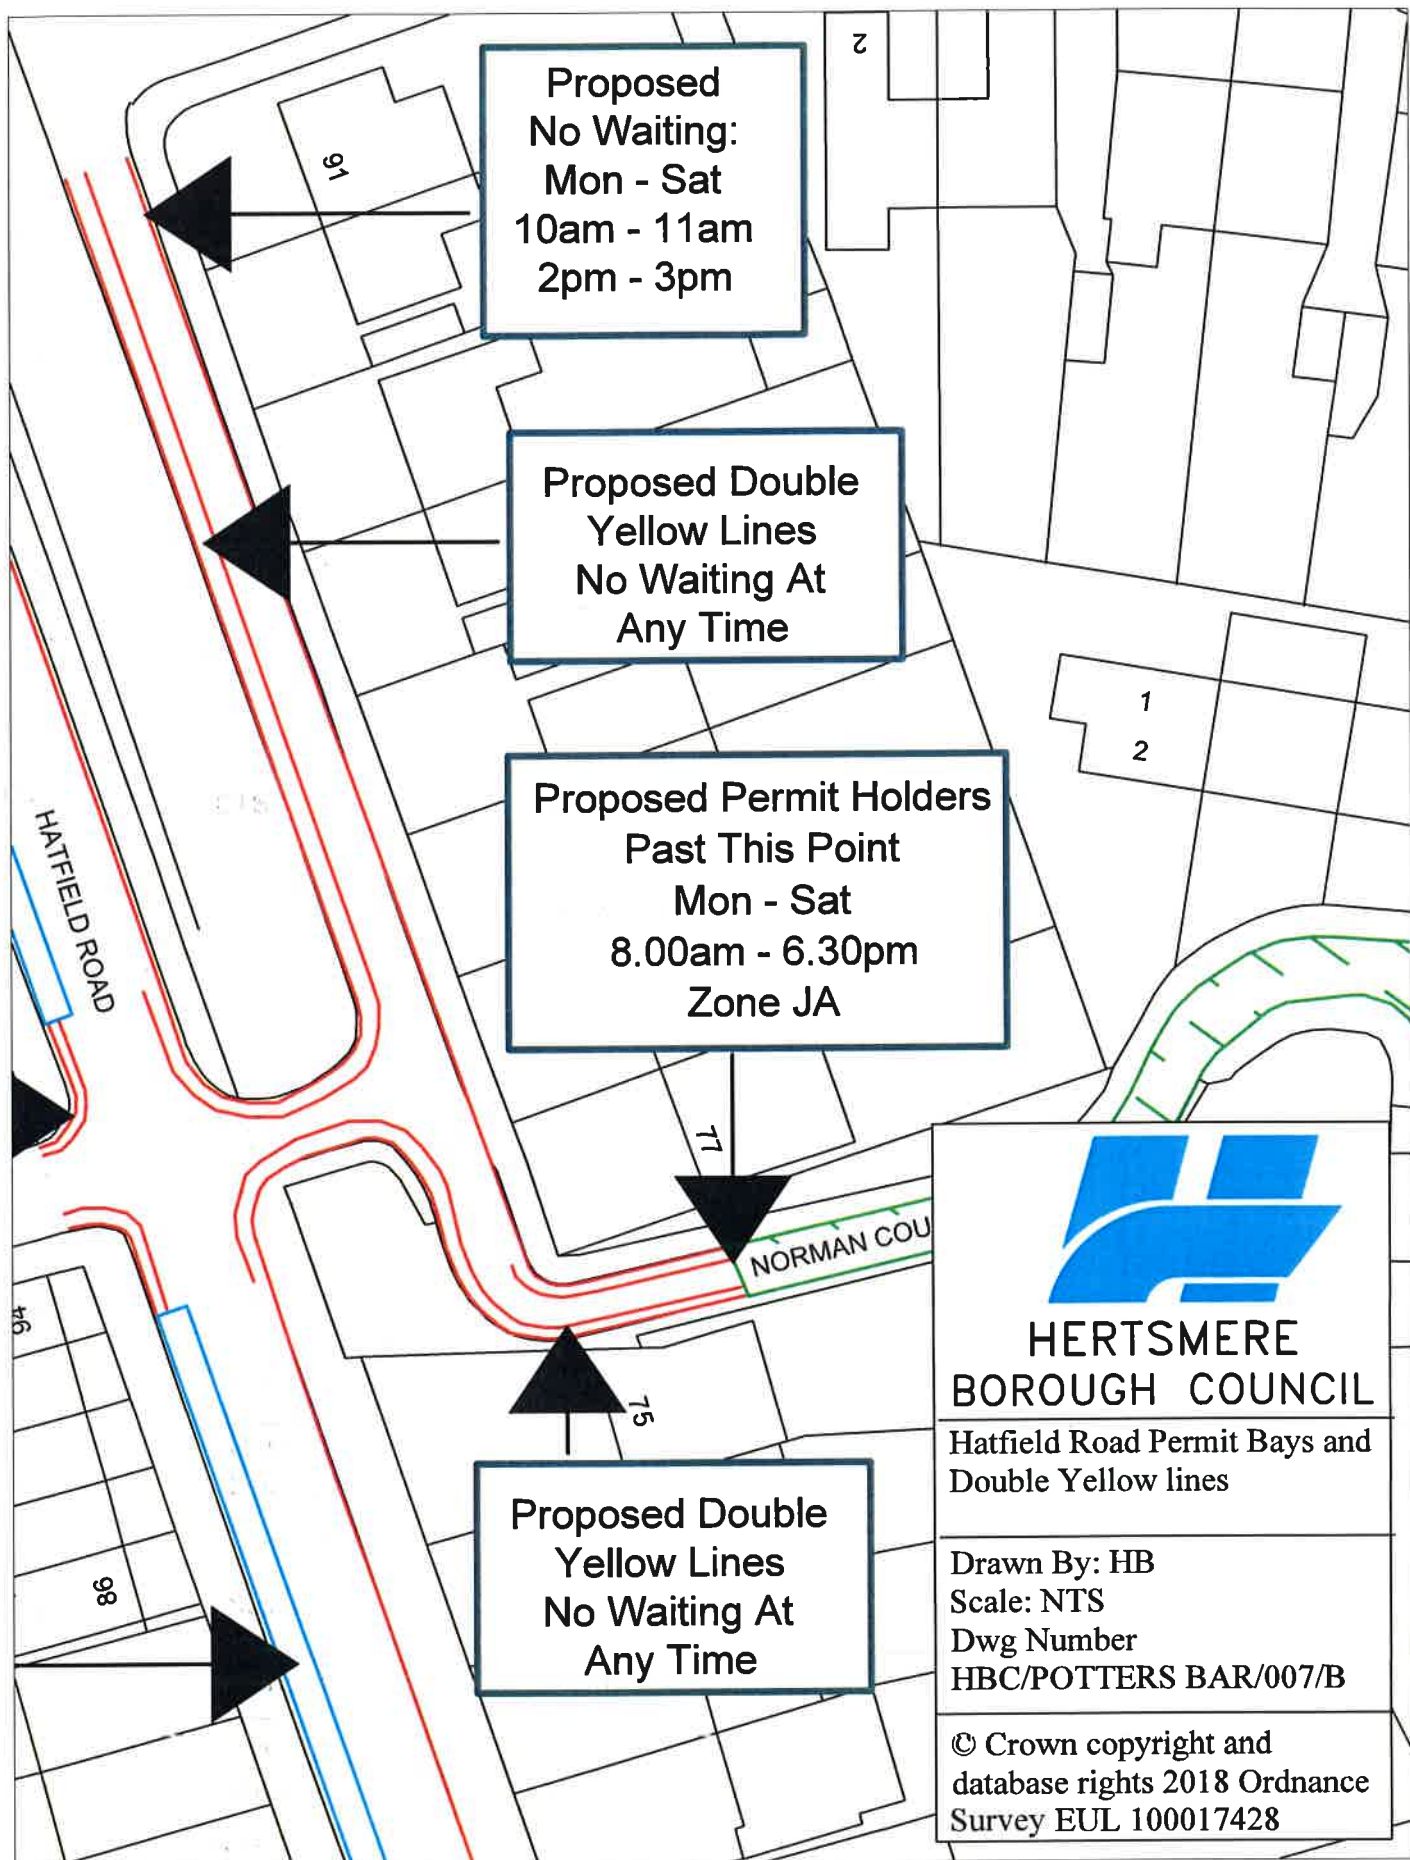 2
91
Proposed
No Waiting:
Mon - Sat
10am - 11am
2pm - 3pm
Proposed Double
Yellow Lines
No Waiting At
Any Time
1
2
Proposed Permit Holders
Past This Point
Mon - Sat
8.00am - 6.30pm
Zone JA
HATFIELD ROAD
77
NORMAN COU
94
75
98
Proposed Double
Yellow Lines
No Waiting At
Any Time
HERTSMERE
BOROUGH COUNCIL
Hatfield Road Permit Bays and
Double Yellow lines
Drawn By: HB
Scale: NTS
Dwg Number
HBC/POTTERS BAR/007/B
© Crown copyright and
database rights 2018 Ordnance
Survey EUL 100017428